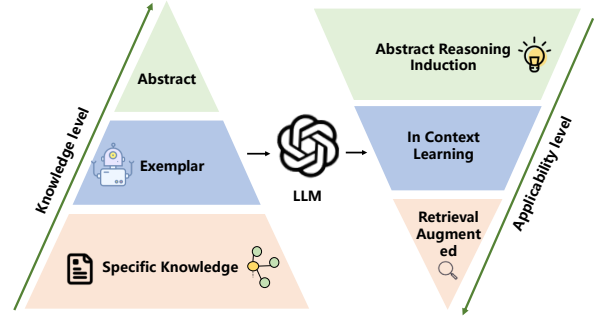 Knowledge level
Abstract
Exemplar
Specific Knowledge
LLM
Abstract Reasoning
Induction
In Context
Learning
Retrieval
Augment
ed
Applicability level